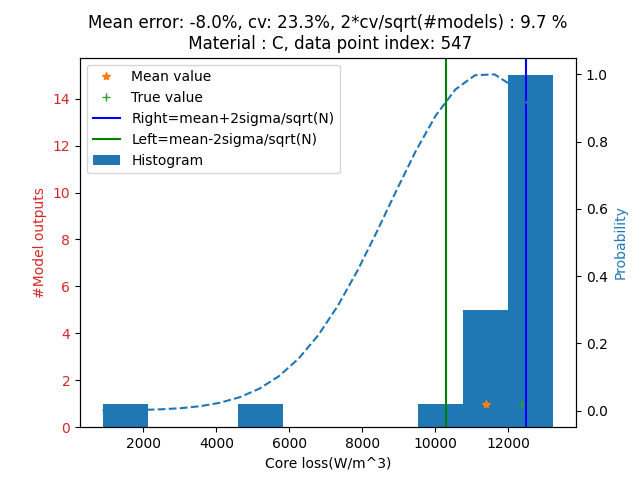 Mean error: -8.0%, cv: 23.3%, 2*cv/sqrt(#models) : 9.7 %
Material : C, data point index: 547
Mean value
True value
Right=mean+2sigma/sqrt(N)
Left=mean-2sigma/sqrt(N)
Histogram
#Model outputs
14
12
10
8
6
4
2
0
1.0
0.8
0.6
0.4
0.2
0.0
Probability
2000 4000 6000 8000 10000 12000
Core loss(W/m^3)